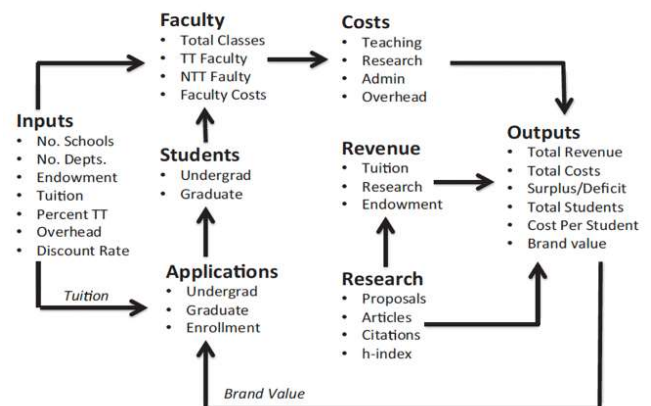 Faculty
• Total Classes
• TT Faculty
• NTT Faulty
• Faculty Costs
Costs
• Teaching
• Research
• Admin
• Overhead
Inputs
• No. Schools
• No. Depts.
• Endowment
• Tuition
• Percent TT
• Overhead
• Discount Rate
Students
• Undergrad
• Graduate
Revenue
• Tuition
• Research
• Endowment
Outputs
• Total Revenue
• Total Costs
• Surplus/Deficit
• Total Students
• Cost Per Student
• Brand value
Tuition
Applications
• Undergrad
• Graduate
• Enrollment
Research
• Proposals
• Articles
• Citations
• h-index
Brand Value